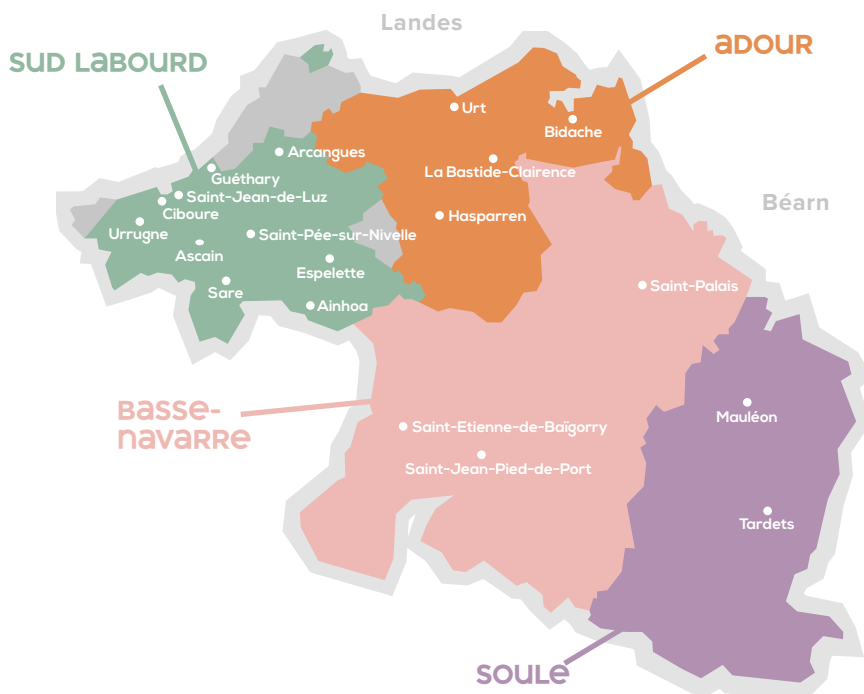 Landes
SUD LABOURD
ADOUR
Urt
Bidache
Arcangues
La Bastide-Clairence
Guéthary
Saint-Jean-de-Luz
Béarn
Ciboure
Hasparren
Urrugne
Saint-Pée-sur-Nivelle
Ascain
Espelette
Sare
Saint-Palais
Ainhoa
BASSE-
NAVARRE
Mauléon
Saint-Etienne-de-Baïgorry
Saint-Jean-Pied-de-Port
Tardets
SOULE